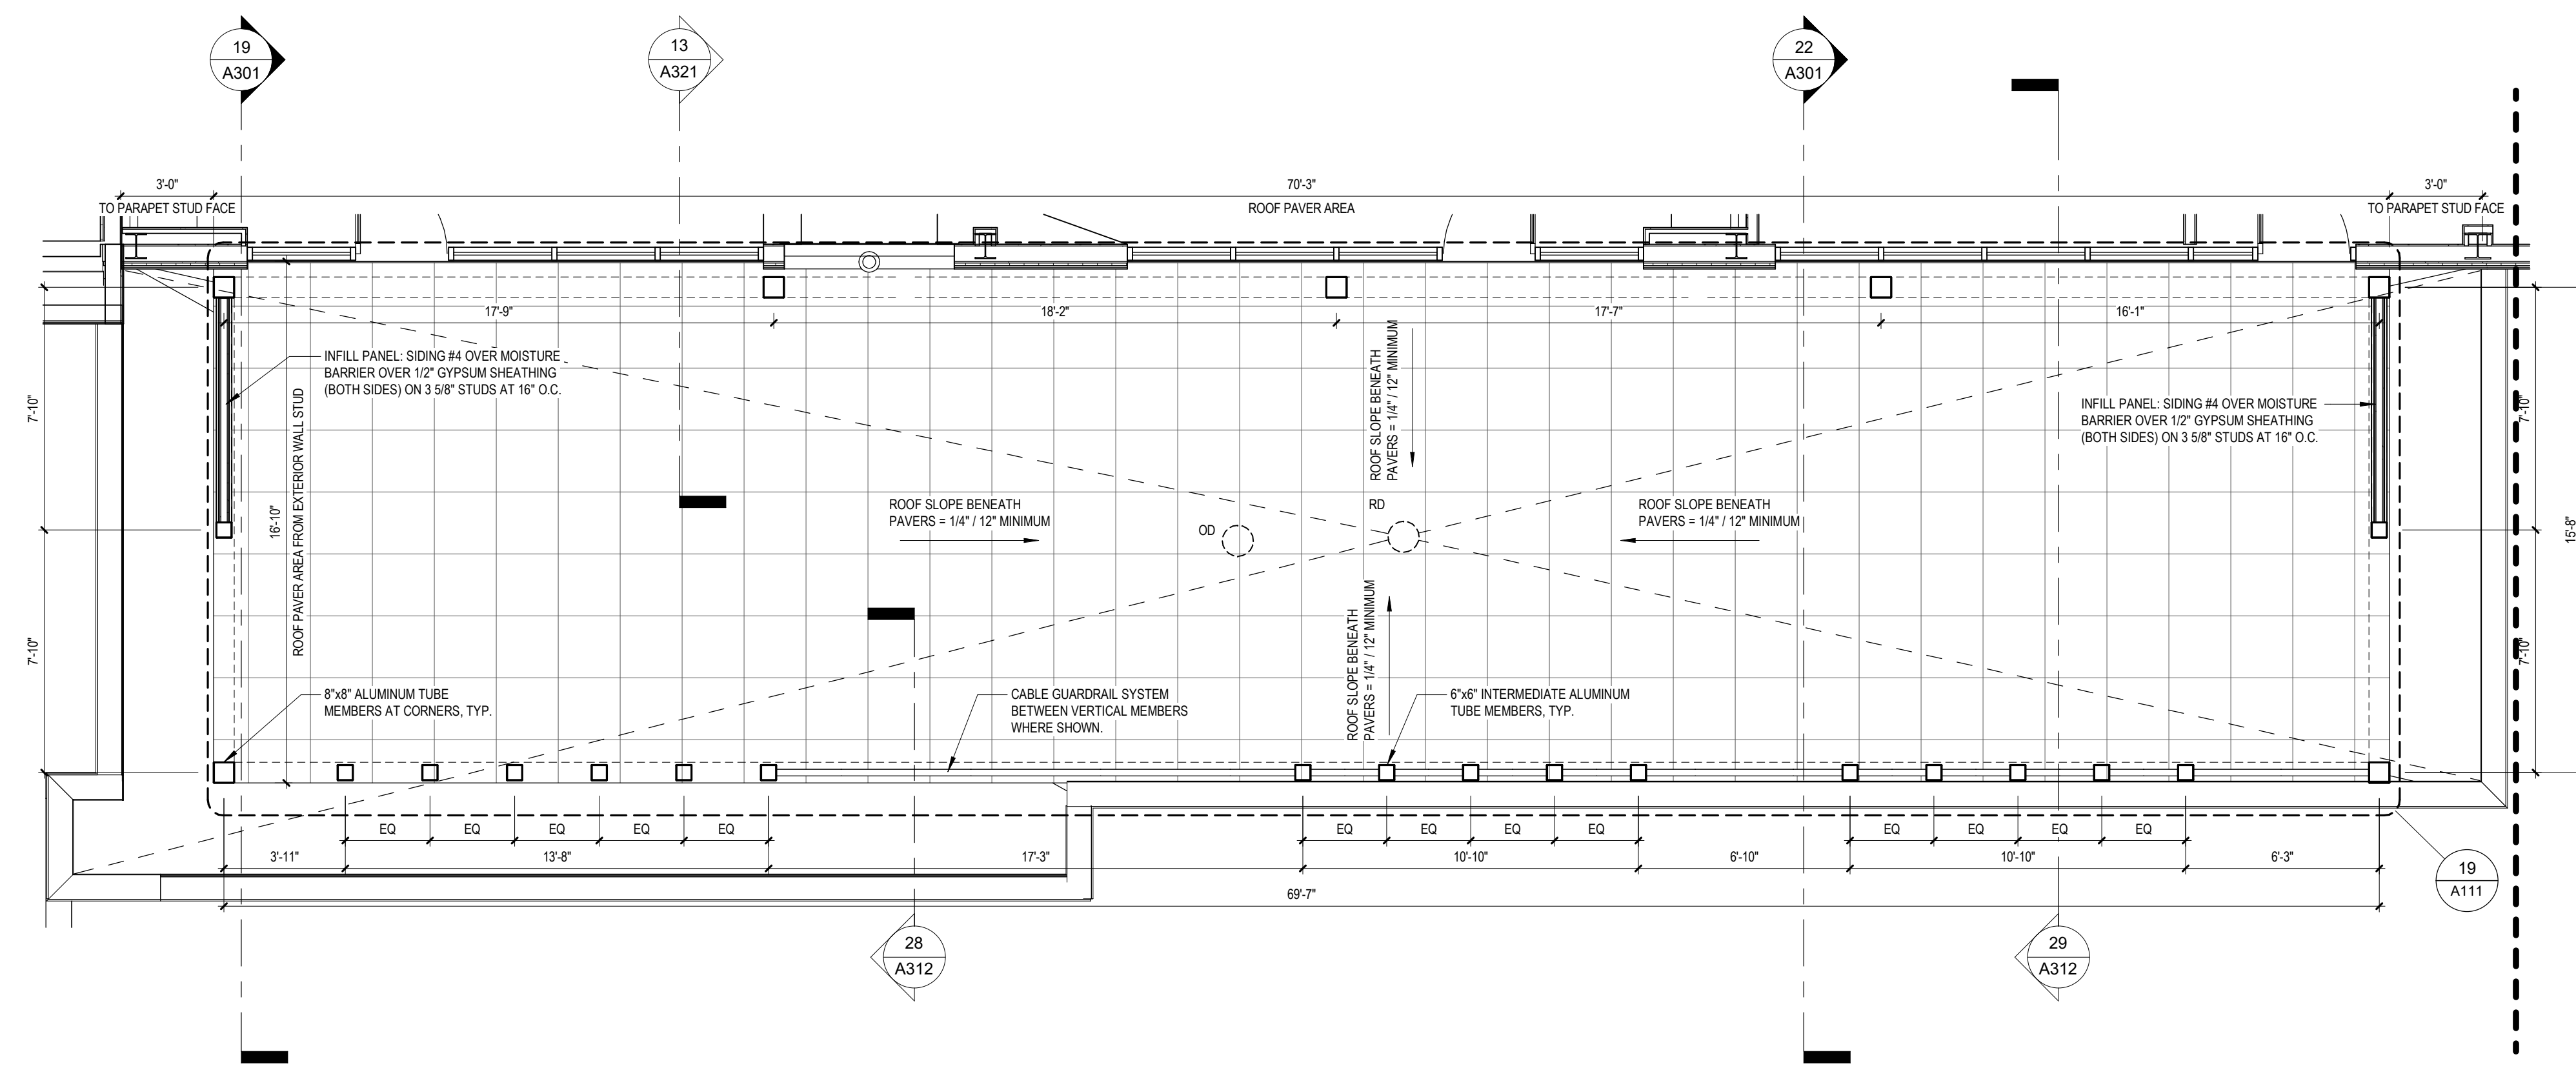 19
A301
13
A321
22
A301
3'-0"
TO PARAPET STUD FACE
70'-3"
ROOF PAVER AREA
3'-0"
TO PARAPET STUD FACE
17'-9"
18'-2"
17'-7"
16'-1"
INFILL PANEL: SIDING #4 OVER MOISTURE
BARRIER OVER 1/2" GYPSUM SHEATHING
(BOTH SIDES) ON 3 5/8" STUDS AT 16" O.C.
7'-10"
16'-10"
ROOF PAVER AREA FROM EXTERIOR WALL STUD
ROOF SLOPE BENEATH
PAVERS = 1/4" / 12" MINIMUM
INFILL PANEL: SIDING #4 OVER MOISTURE
BARRIER OVER 1/2" GYPSUM SHEATHING
(BOTH SIDES) ON 3 5/8" STUDS AT 16" O.C.
7'-10"
ROOF SLOPE BENEATH
PAVERS = 1/4" / 12" MINIMUM
OD
RD
ROOF SLOPE BENEATH
PAVERS = 1/4" / 12" MINIMUM
15'-8"
7'-10"
ROOF SLOPE BENEATH
PAVERS = 1/4" / 12" MINIMUM
7'-10"
8"x8" ALUMINUM TUBE
MEMBERS AT CORNERS, TYP.
CABLE GUARDRAIL SYSTEM
BETWEEN VERTICAL MEMBERS
WHERE SHOWN.
6"x6" INTERMEDIATE ALUMINUM
TUBE MEMBERS, TYP.
EQ
EQ
EQ
EQ
EQ
EQ
EQ
EQ
EQ
EQ
EQ
EQ
EQ
3'-11"
13'-8"
17'-3"
10'-10"
6'-10"
10'-10"
6'-3"
69'-7"
19
A111
28
A312
29
A312